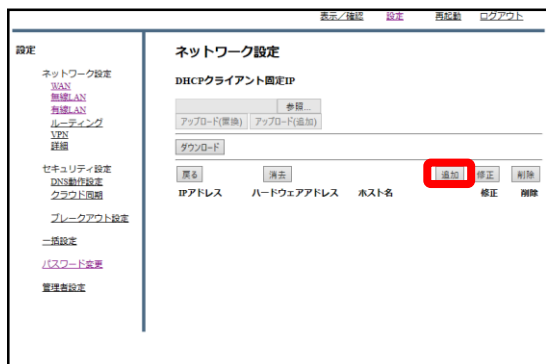 表示／確認 設定 再起動 ログアウト
設定
ネットワーク設定
WAN
無線LAN
有線LAN
ルーティング
VPN
詳細
セキュリティ設定
DNS動作設定
クラウド同期
ブレークアウト設定
一括設定
パスワード変更
管理者設定
ネットワーク設定
DHCPクライアント固定IP
参照...
アップロード(置換) アップロード(追加)
ダウンロード
戻る 消去 追加 修正 削除
IPアドレス ハードウェアアドレス ホスト名 修正 削除